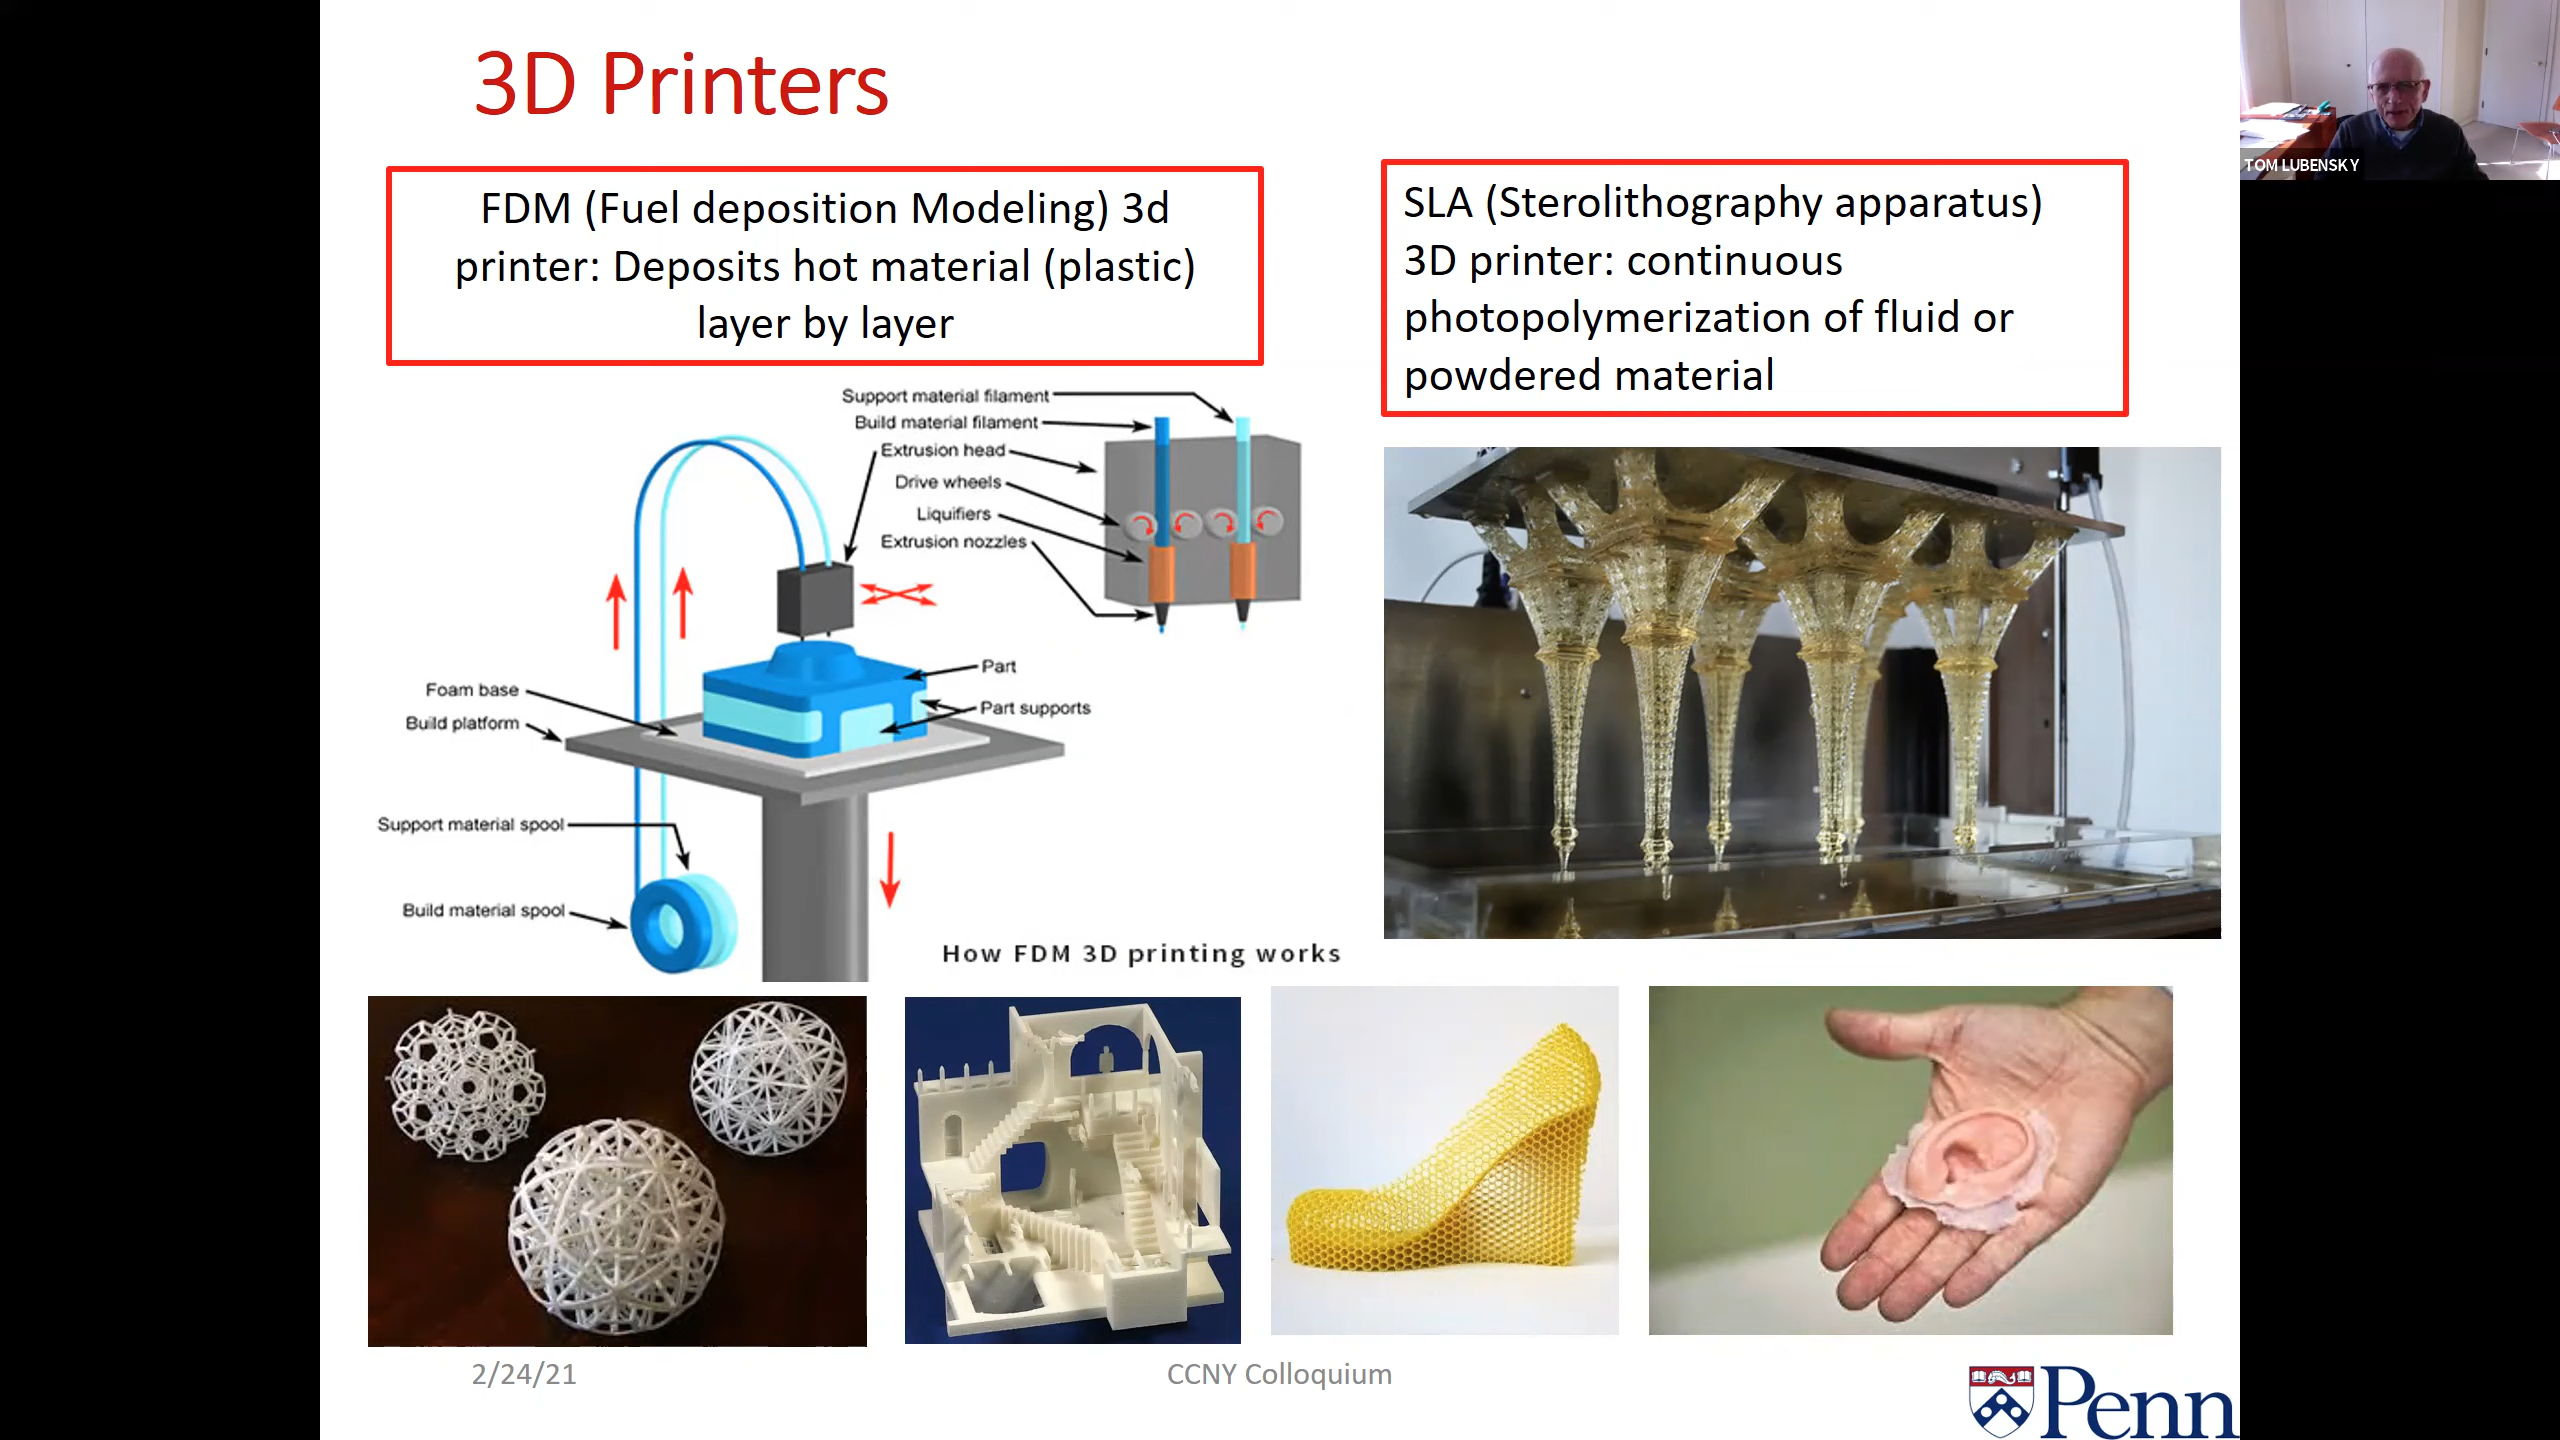 3D Printers
TOM LUBENSKY
FDM (Fuel deposition Modeling) 3d
printer: Deposits hot material (plastic)
layer by layer
SLA (Sterolithography apparatus)
3D printer: continuous
photopolymerization of fluid or
powdered material
Support material filament
Build material filament
Extrusion head
Drive wheels
Liquifiers
Extrusion nozzles
Part
Part supports
Foam base
Build platform
Support material spool
Build material spool
How FDM 3D printing works
2/24/21
CCNY Colloquium
Penn